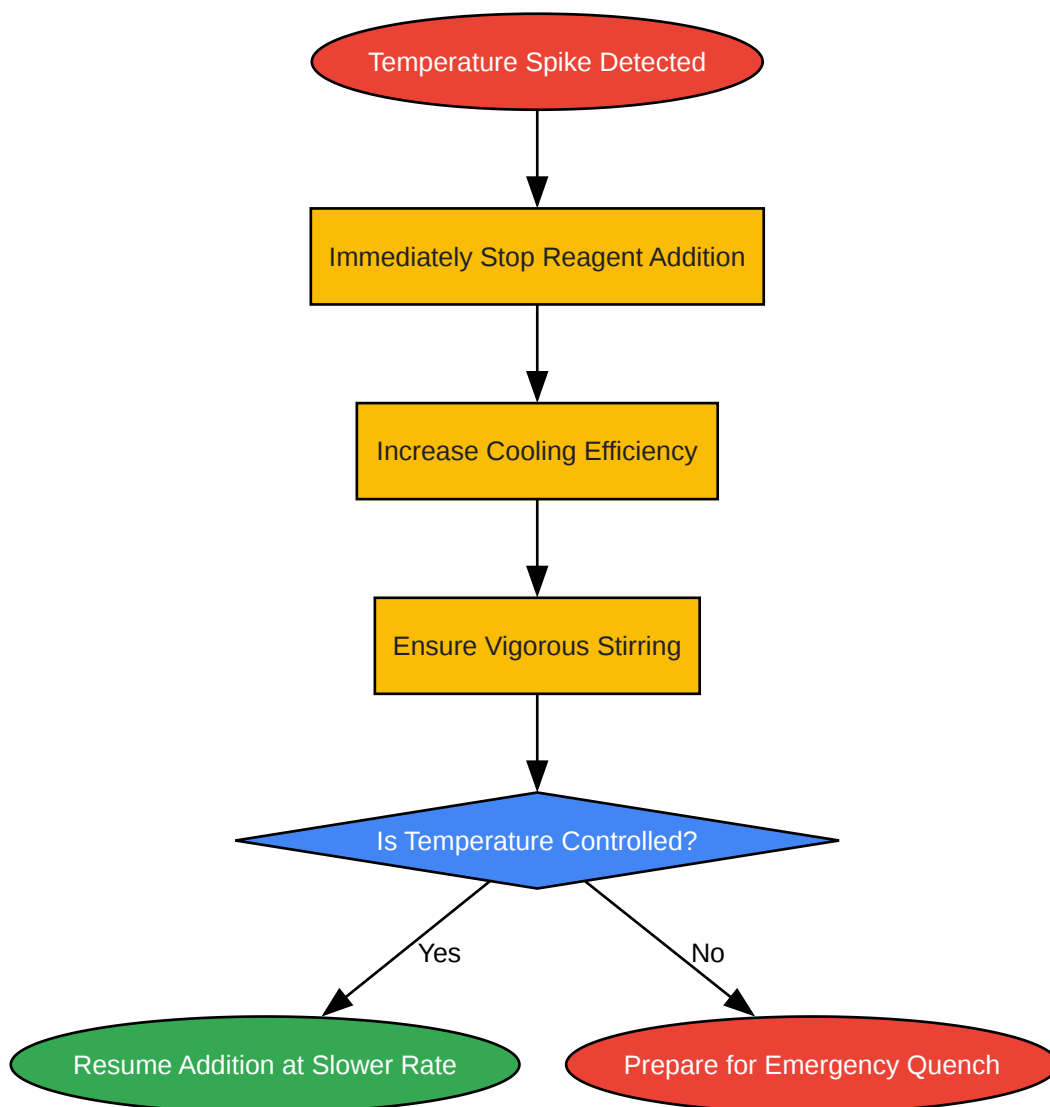 Temperature Spike Detected
Immediately Stop Reagent Addition
Increase Cooling Efficiency
Ensure Vigorous Stirring
Is Temperature Controlled?
Yes
No
Resume Addition at Slower Rate
Prepare for Emergency Quench